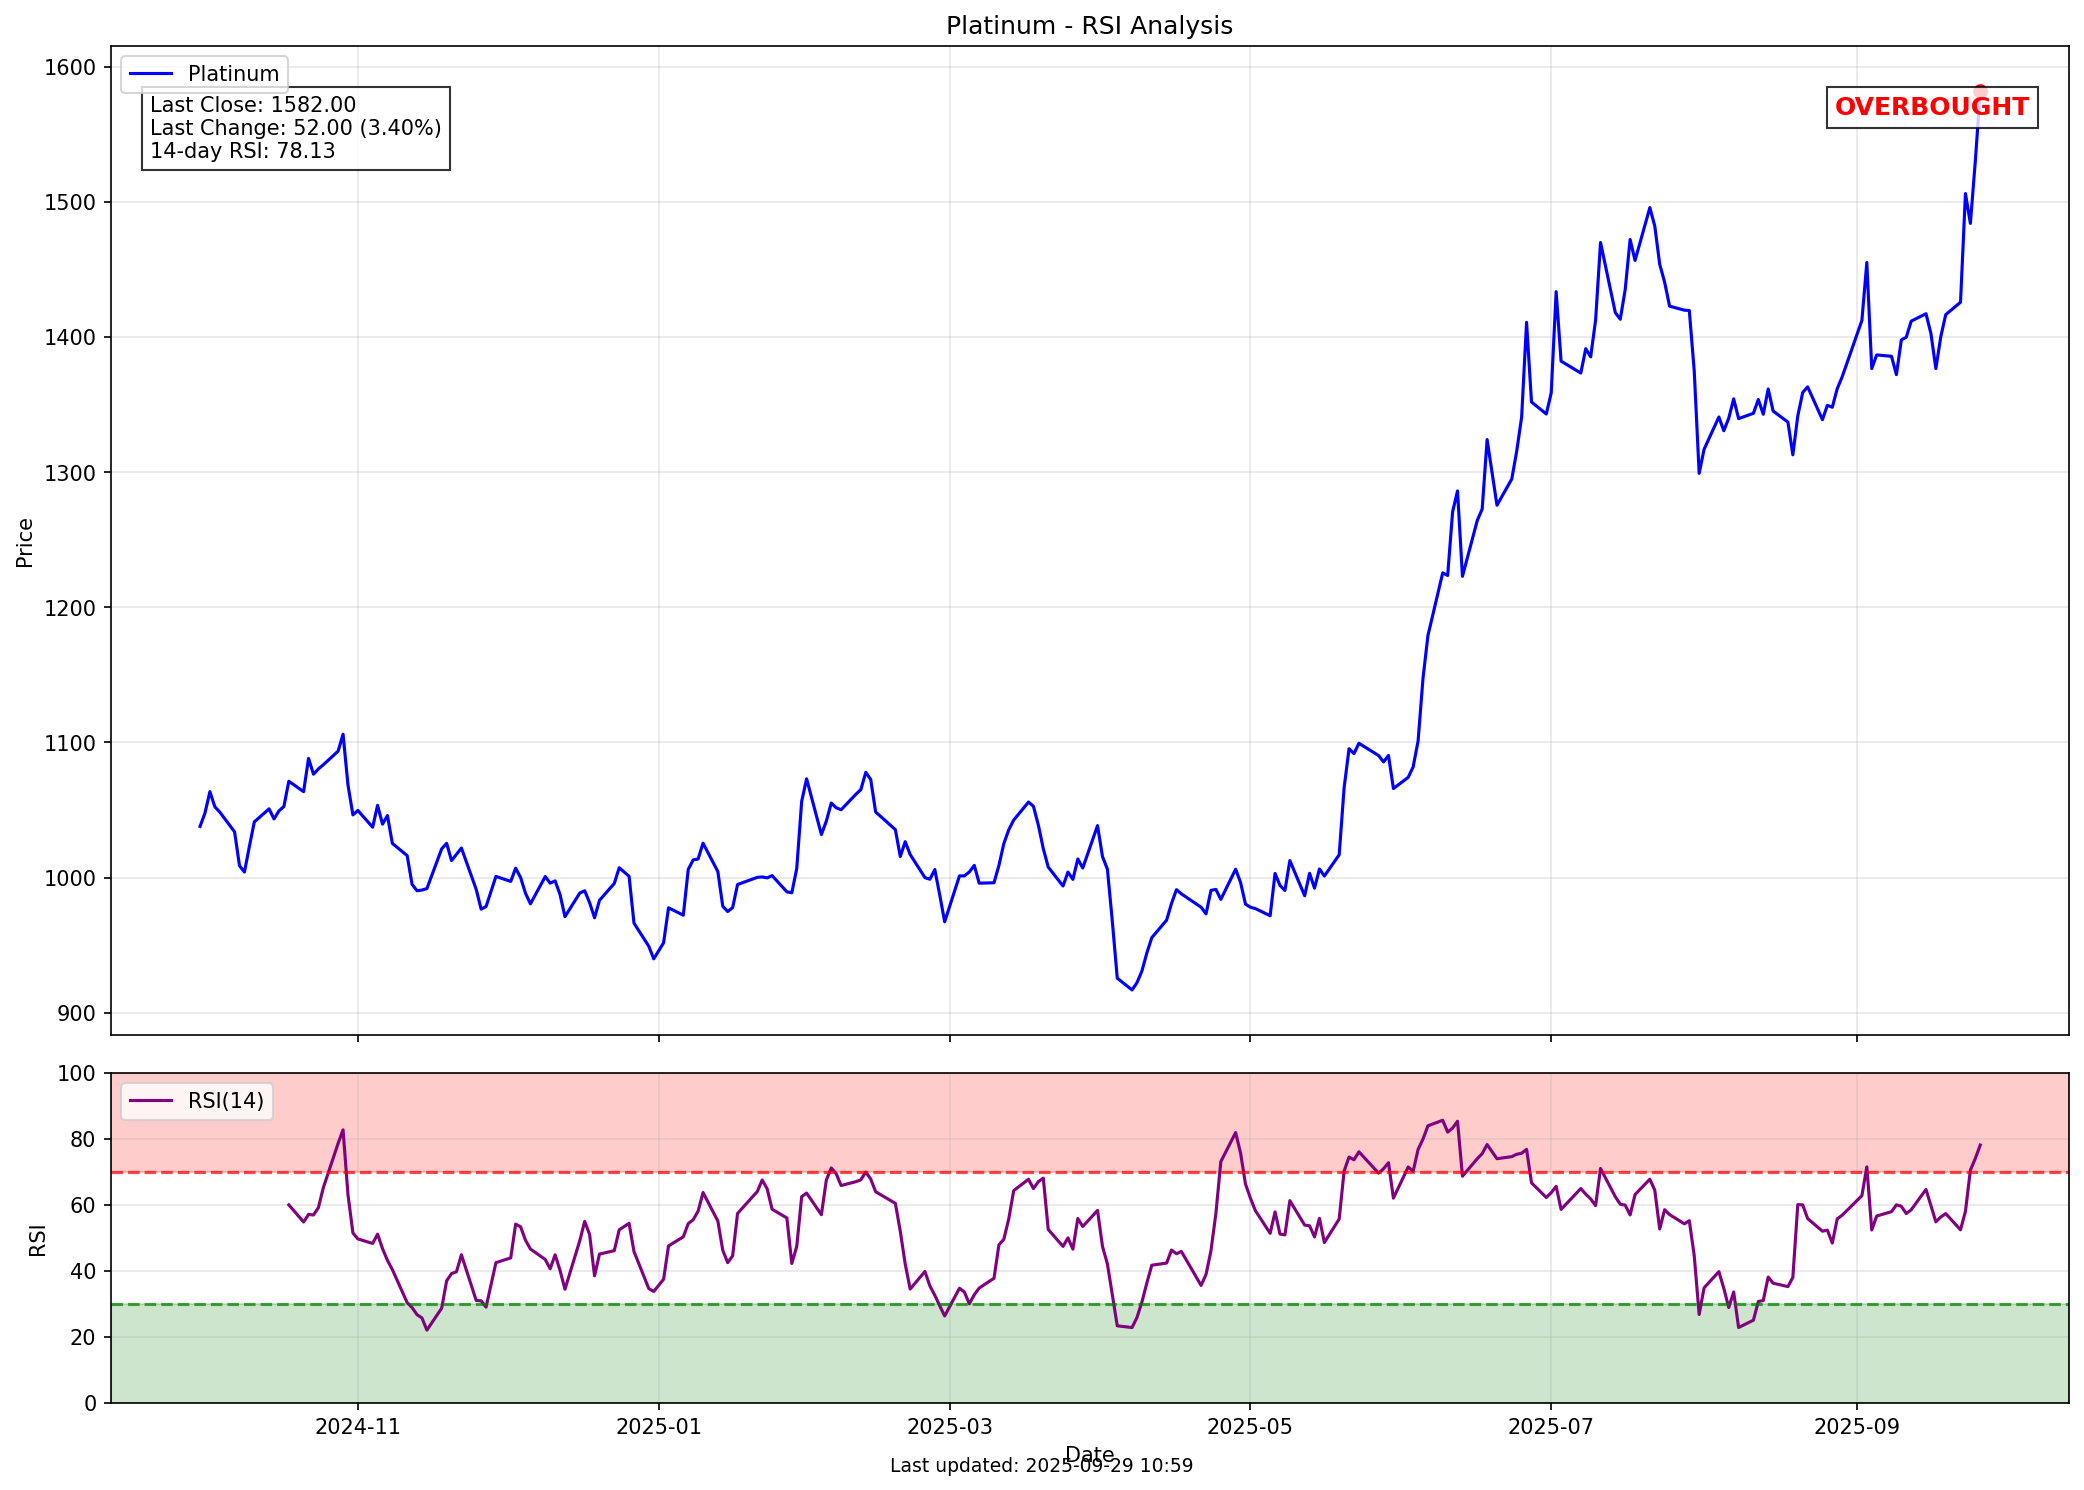 Platinum - RSI Analysis
Platinum
Last Close: 1582.00
Last Change: 52.00 (3.40%)
14-day RSI: 78.13
OVERBOUGHT
1600
1500
1400
1300
1200
1100
1000
900
Price
RSI(14)
100
80
60
40
20
0
RSI
2024-11
2025-01
2025-03
2025-05
2025-07
2025-09
Date
Last updated: 2025-09-29 10:59